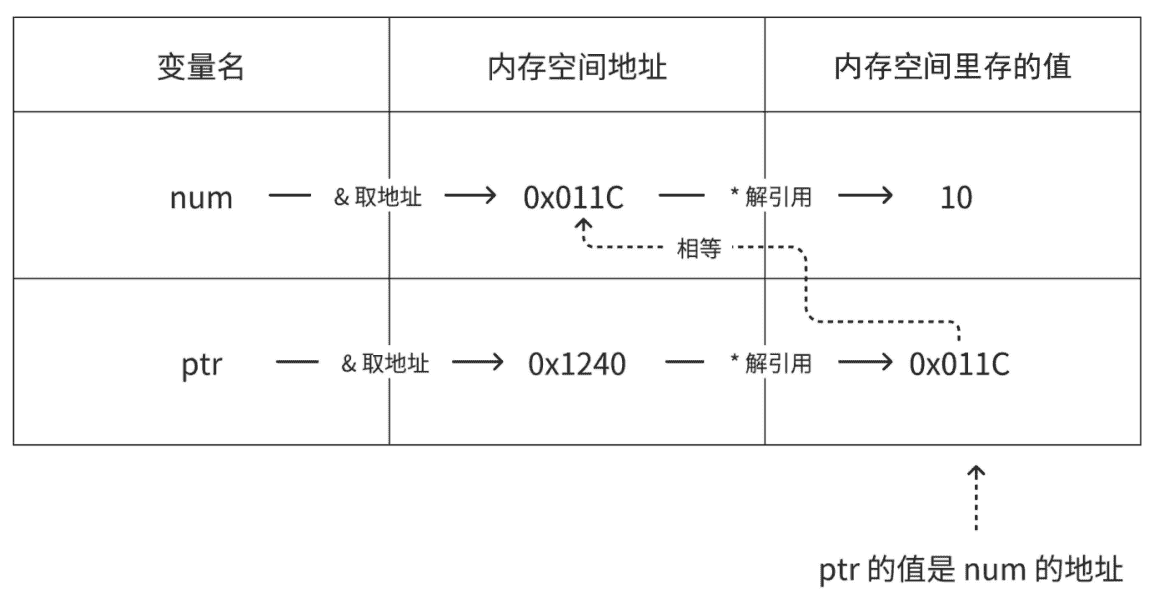 变量名 内存空间地址 内存空间里存的值
num & 取地址 0x011C * 解引用 10
相等
ptr & 取地址 0x1240 * 解引用 0x011C
ptr 的值是 num 的地址